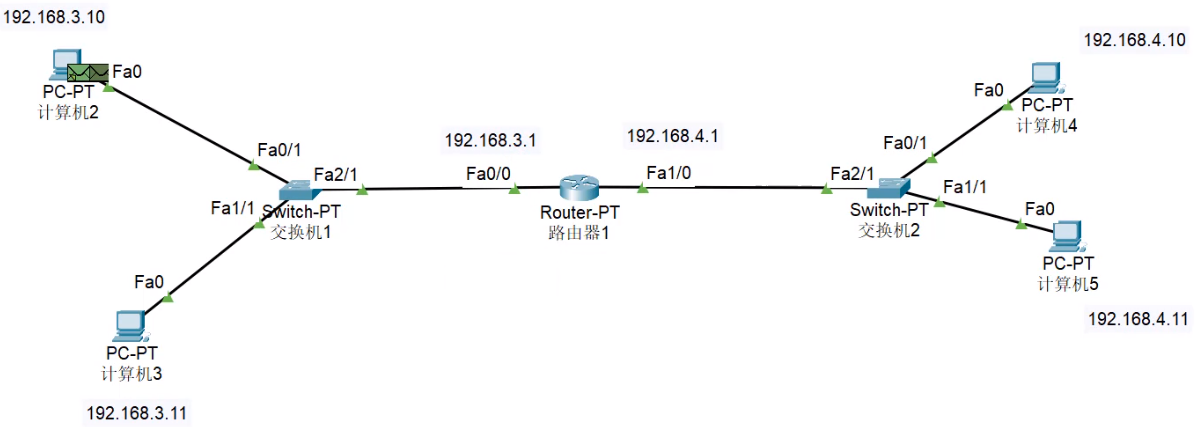 192.168.3.10
Fa0
PC-PT
计算机2
Fa0/1
Fa2/1
Fa1/1
Switch-PT
交换机1
Fa0
PC-PT
计算机3
192.168.3.11
192.168.3.1
Fa0/0
192.168.4.1
Fa1/0
Router-PT
路由器1
Fa2/1
Fa0/1
Fa1/1
Switch-PT
交换机2
192.168.4.10
Fa0
PC-PT
计算机4
Fa0
PC-PT
计算机5
192.168.4.11